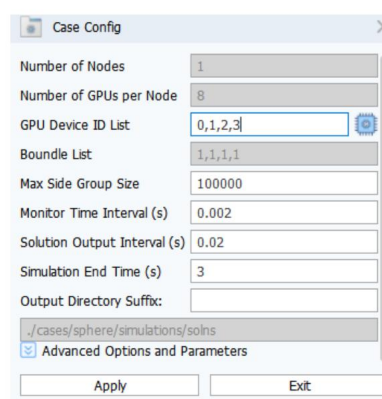 Case Config
Number of Nodes 1
Number of GPUs per Node 8
GPU Device ID List 0,1,2,3
Boundle List 1,1,1,1
Max Side Group Size 100000
Monitor Time Interval (s) 0.002
Solution Output Interval (s) 0.02
Simulation End Time (s) 3
Output Directory Suffix:
./cases/sphere/simulations/solns
Advanced Options and Parameters
Apply Exit